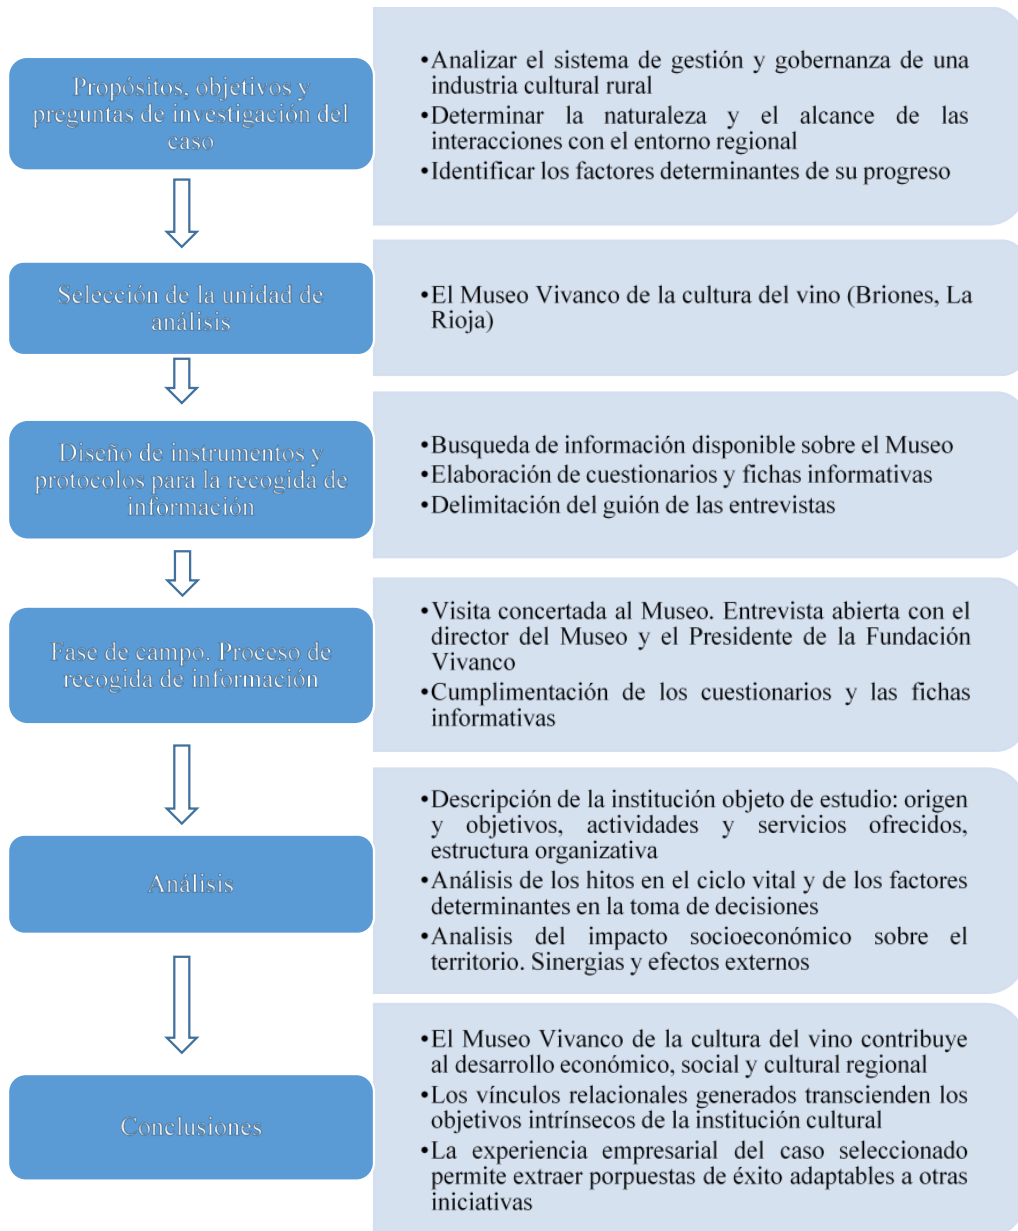 Propósitos, objetivos y
preguntas de investigación del
caso
•Analizar el sistema de gestión y gobernanza de una
industria cultural rural
•Determinar la naturaleza y el alcance de las
interacciones con el entorno regional
•Identificar los factores determinantes de su progreso
Selección de la unidad de
análisis
•El Museo Vivanco de la cultura del vino (Briones, La
Rioja)
Diseño de instrumentos y
protocolos para la recogida de
información
•Busqueda de información disponible sobre el Museo
•Elaboración de cuestionarios y fichas informativas
•Delimitación del guión de las entrevistas
Fase de campo. Proceso de
recogida de información
•Visita concertada al Museo. Entrevista abierta con el
director del Museo y el Presidente de la Fundación
Vivanco
•Cumplimentación de los cuestionarios y las fichas
informativas
Análisis
•Descripción de la institución objeto de estudio: origen
y objetivos, actividades y servicios ofrecidos,
estructura organizativa
•Análisis de los hitos en el ciclo vital y de los factores
determinantes en la toma de decisiones
•Analisis del impacto socioeconómico sobre el
territorio. Sinergias y efectos externos
Conclusiones
•El Museo Vivanco de la cultura del vino contribuye
al desarrollo económico, social y cultural regional
•Los vínculos relacionales generados transcienden los
objetivos intrínsecos de la institución cultural
•La experiencia empresarial del caso seleccionado
permite extraer porpuestas de éxito adaptables a otras
iniciativas